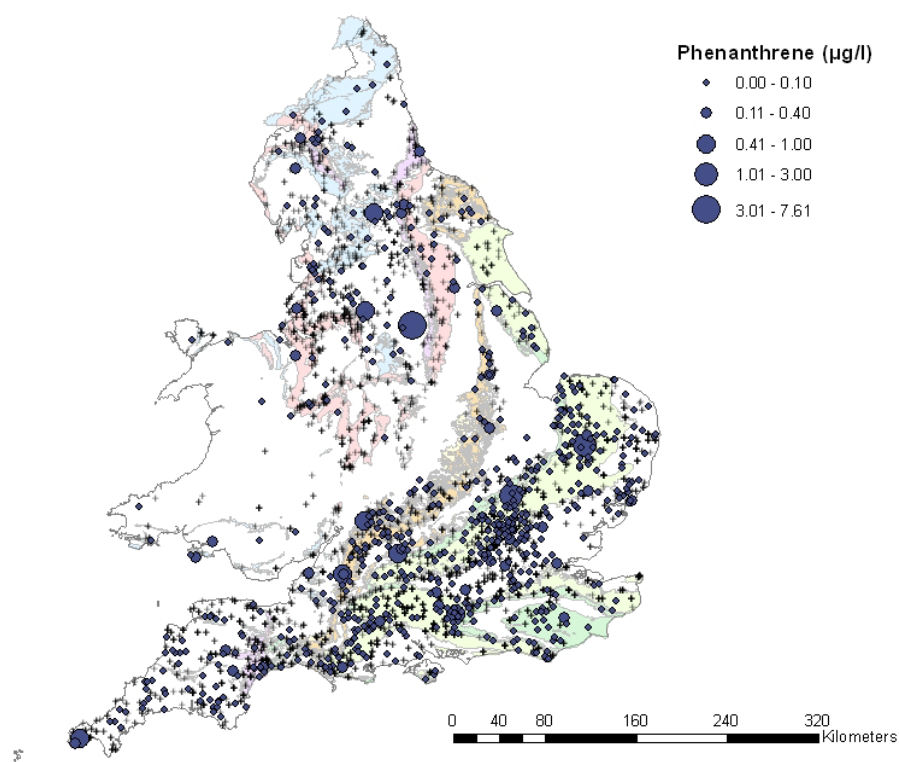 Phenanthrene (µg/l)
0.00 - 0.10
0.11 - 0.40
0.41 - 1.00
1.01 - 3.00
3.01 - 7.61
0 40 80 160 240 320
Kilometers